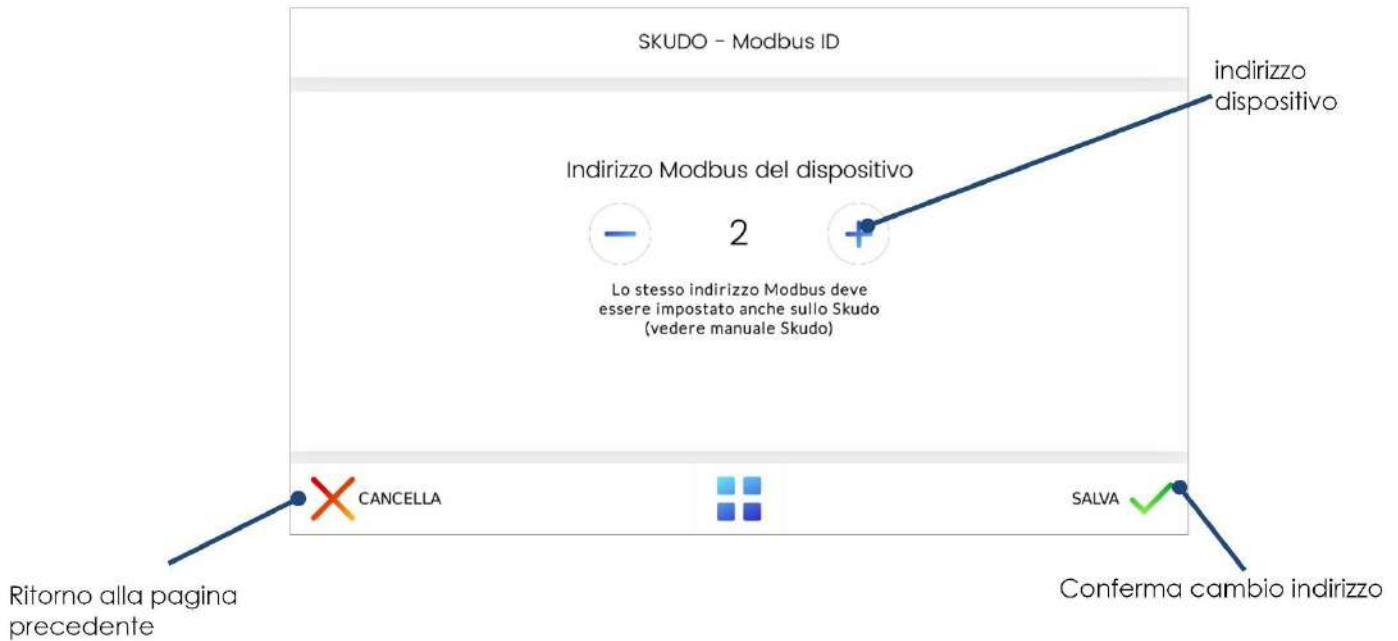 SKUDO - Modbus ID
indirizzo
dispositivo
Indirizzo Modbus del dispositivo
2
Lo stesso indirizzo Modbus deve
essere impostato anche sullo Skudo
(vedere manuale Skudo)
CANCELLA
SALVA
Ritorno alla pagina
precedente
Conferma cambio indirizzo